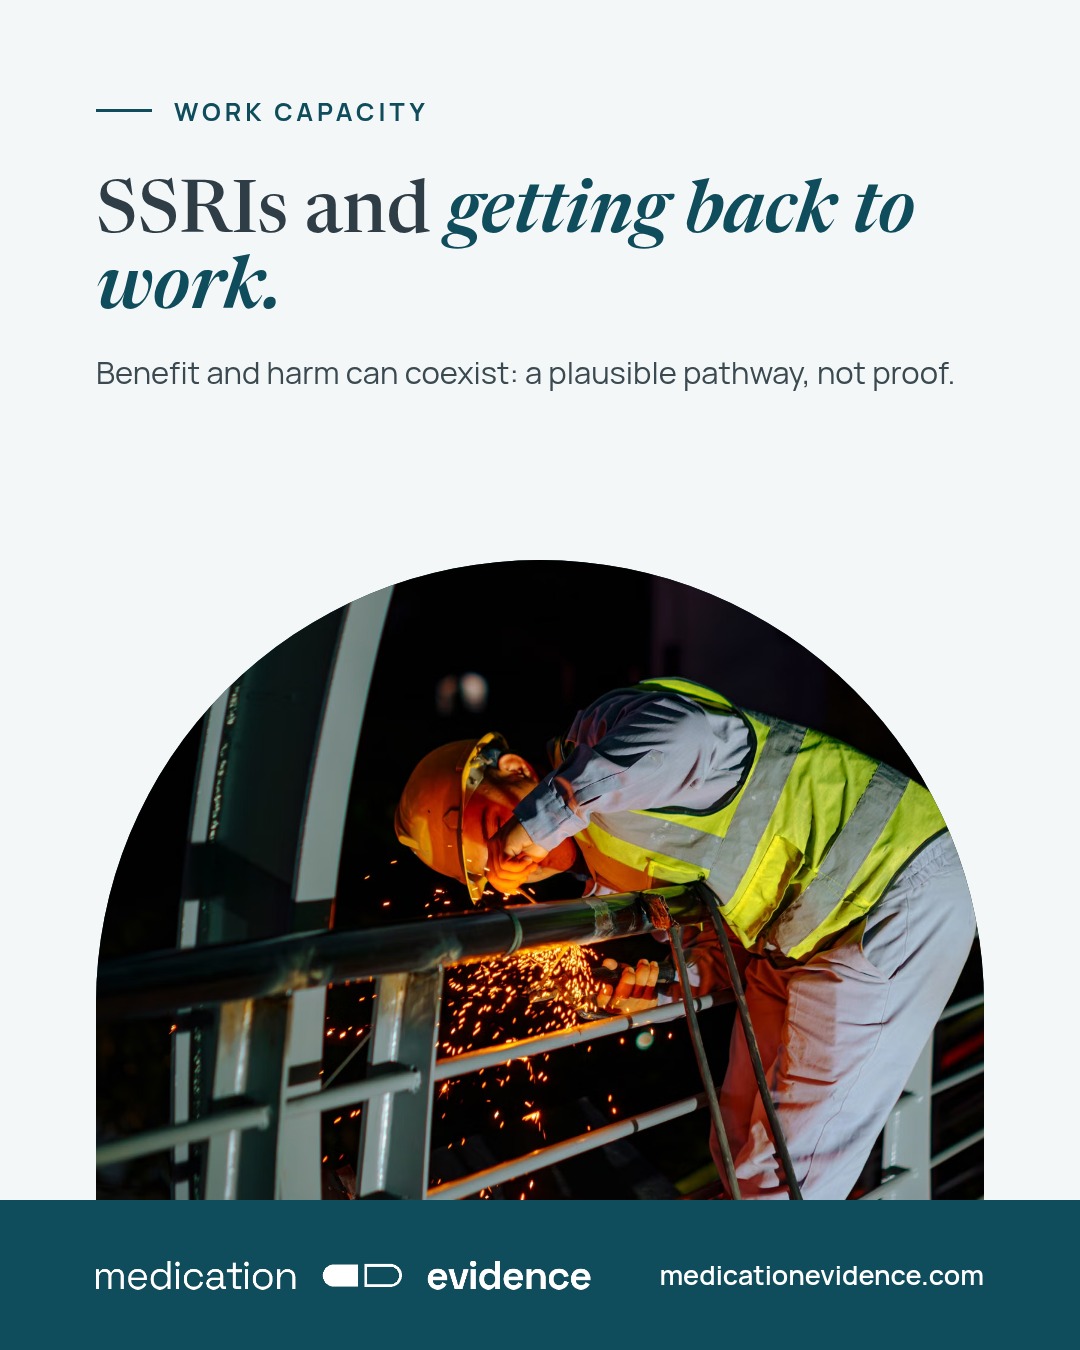 WORK CAPACITY
SSRIs and getting back to
work.
Benefit and harm can coexist: a plausible pathway, not proof.
medication evidence
medicationevidence.com